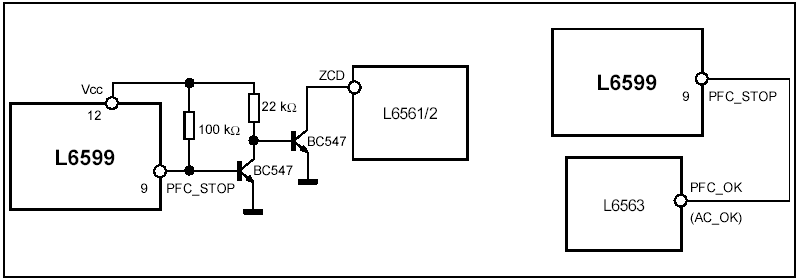 Vcc
12
L6599
9
PFC_STOP
100 kΩ
22 kΩ
BC547
BC547
ZCD
L6561/2
L6599
9
PFC_STOP
L6563
PFC_OK
(AC_OK)